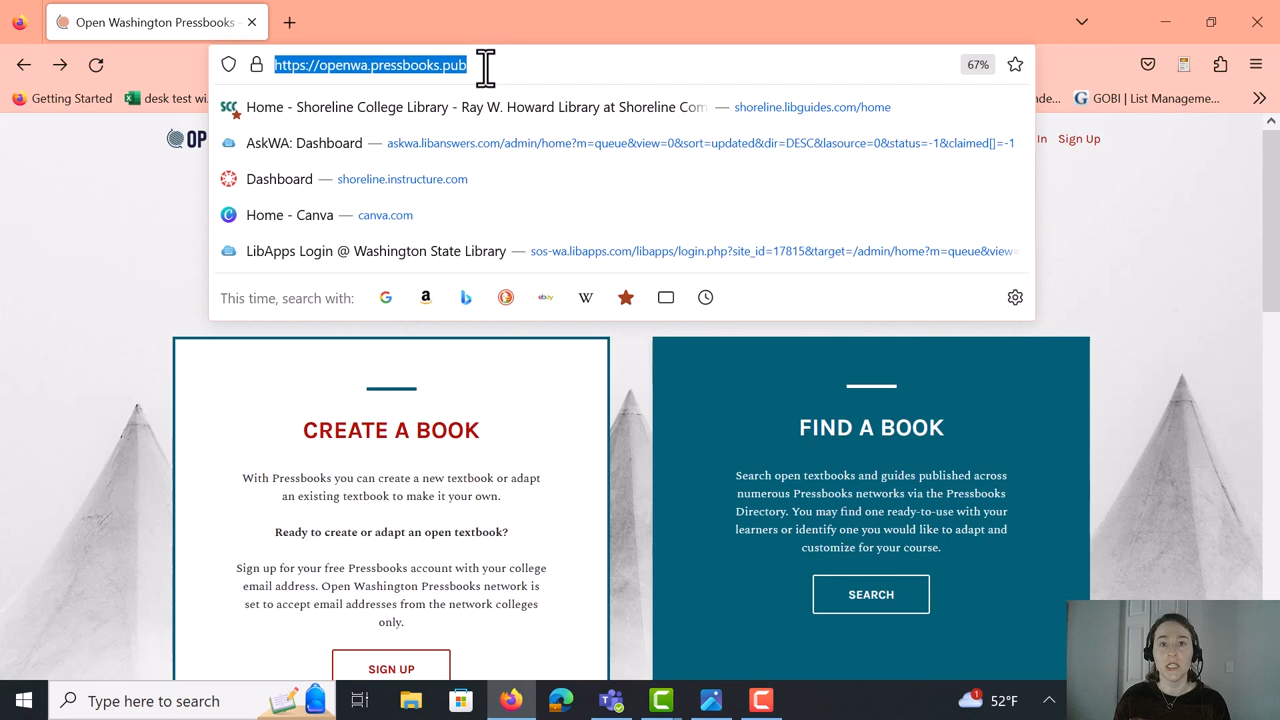 Open Washington Pressbooks -
https://openwa.pressbooks.pub
67%
Home - Shoreline College Library - Ray W. Howard Library at Shoreline Com — shoreline.libguides.com/home
AskWA: Dashboard — askwa.libanswers.com/admin/home?m=queue&view=0&sort=updated&dir=DESC&lasource=0&status=-1&claimed[]=-1
Dashboard — shoreline.instructure.com
Home - Canva — canva.com
LibApps Login @ Washington State Library — sos-wa.libapps.com/libapps/login.php?site_id=17815&target=/admin/home?m=queue&view=
This time, search with:
Getting Started
desk test wi
nde...
GOBI | List Manageme...
OP
In
Sign Up
CREATE A BOOK
With Pressbooks you can create a new textbook or adapt
an existing textbook to make it your own.
Ready to create or adapt an open textbook?
Sign up for your free Pressbooks account with your college
email address. Open Washington Pressbooks network is
set to accept email addresses from the network colleges
only.
SIGN UP
FIND A BOOK
Search open textbooks and guides published across
numerous Pressbooks networks via the Pressbooks
Directory. You may find one ready-to-use with your
learners or identify one you would like to adapt and
customize for your course.
SEARCH
Type here to search
1
52°F